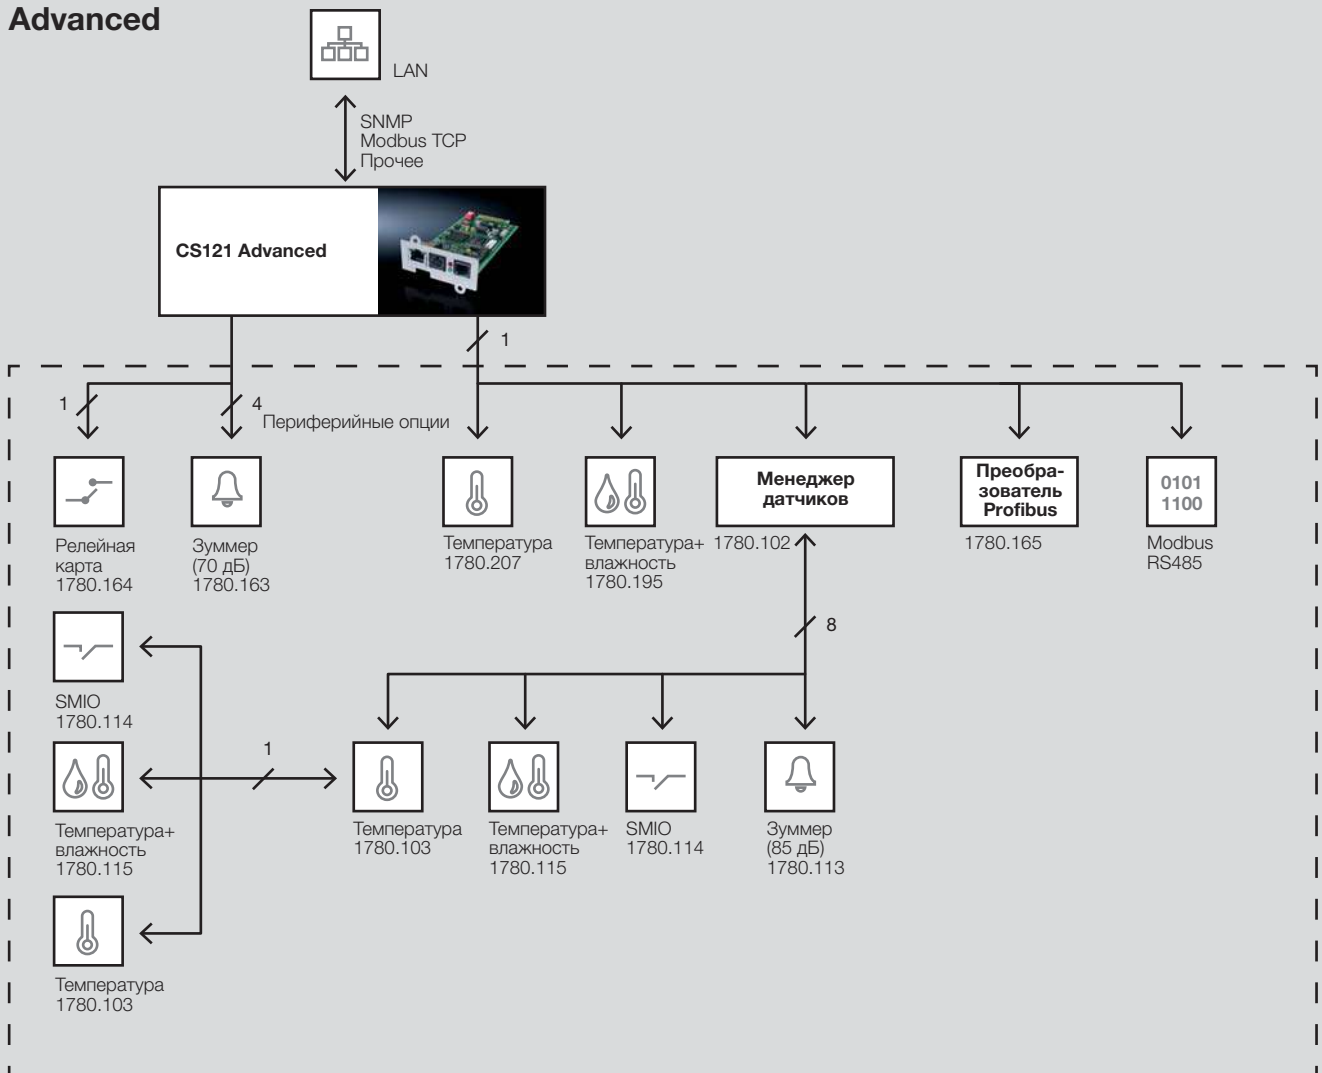 Advanced
LAN
SNMP
Modbus TCP
Прочее
CS121 Advanced
1
1
4
Периферийные опции
Релейная
карта
1780.164
Зуммер
(70 дБ)
1780.163
Температура
1780.207
Температура+
влажность
1780.195
Менеджер
датчиков
1780.102
Преобра-
зователь
Profibus
1780.165
0101
1100
Modbus
RS485
8
SMIO
1780.114
1
Температура+
влажность
1780.115
Температура
1780.103
Температура+
влажность
1780.115
SMIO
1780.114
Зуммер
(85 дБ)
1780.113
Температура
1780.103